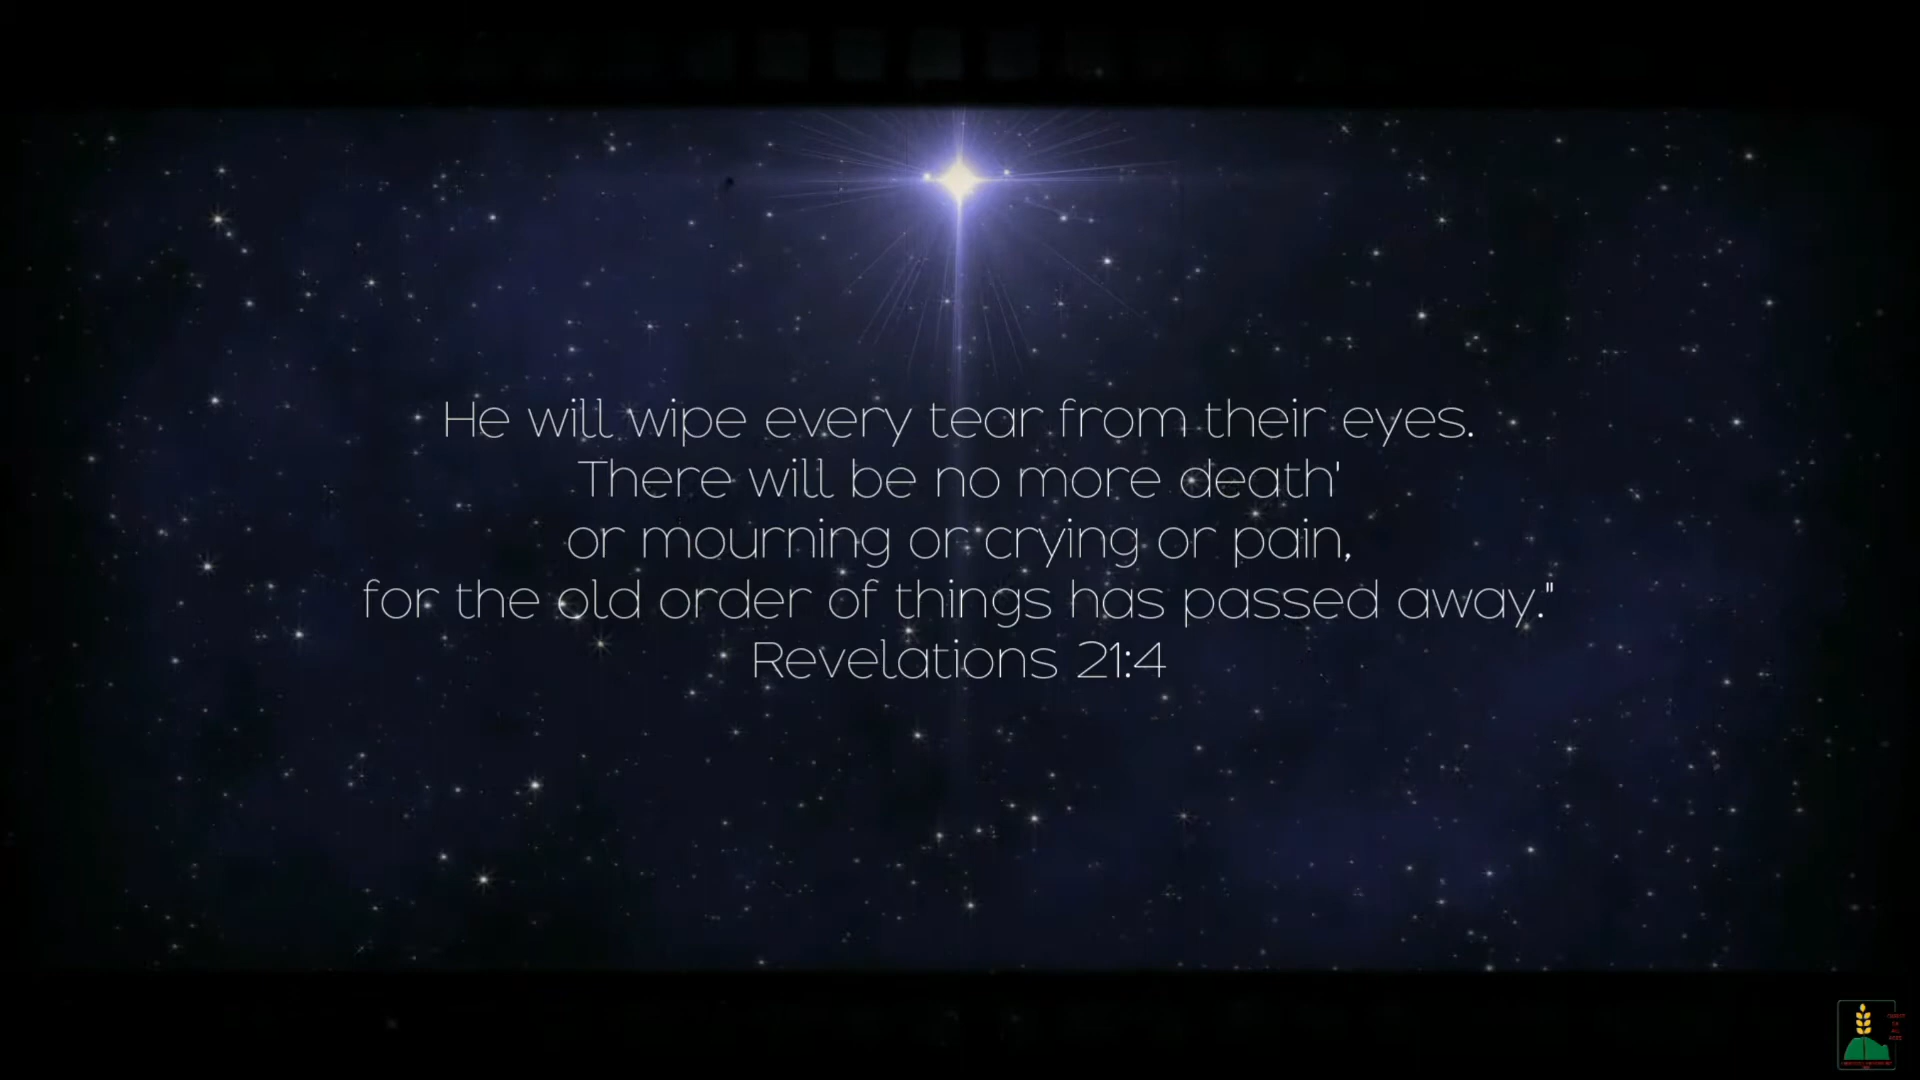 He will wipe every tear from their eyes.
There will be no more death'
or mourning or crying or pain,
for the old order of things has passed away."
Revelations 21:4